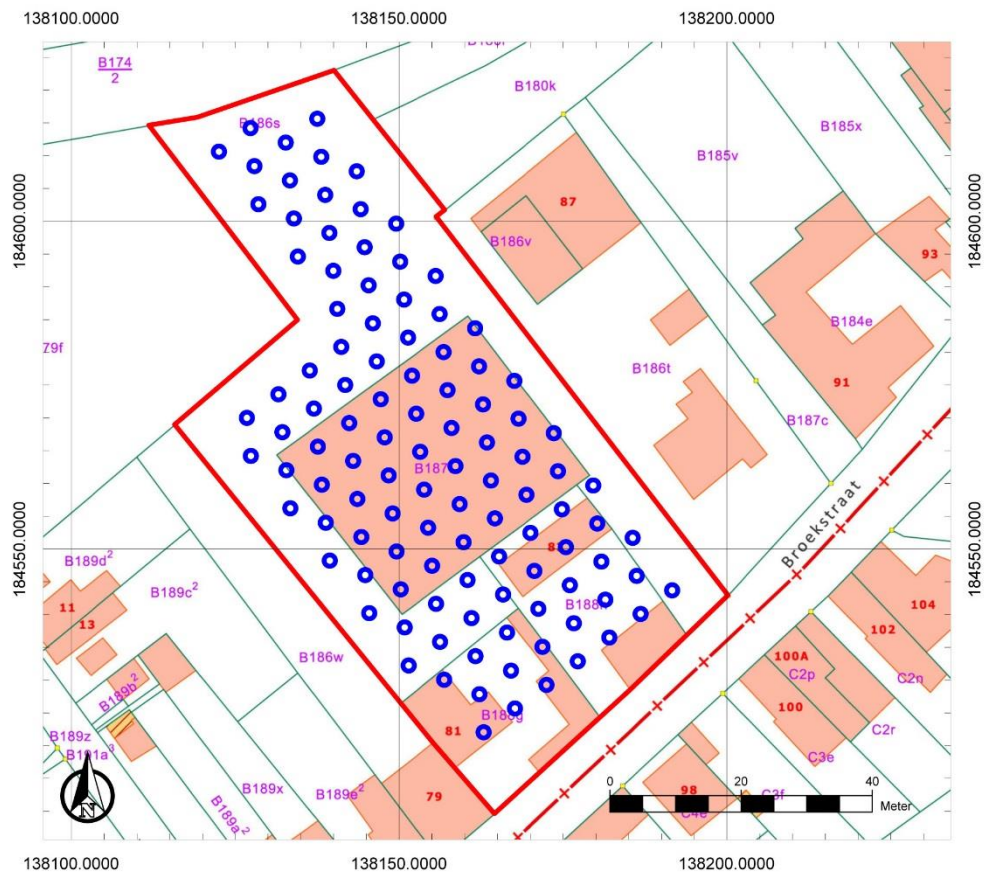 138100.0000 138150.0000 138200.0000
B174
2
B180k
B186s
B185x
B185v
184600.0000
184600.0000
87
B186v
93
B184e
79f
B186t
91
B187c
B187
Broekstraat
184550.0000
184550.0000
B189d²
B189c²
11
13
104
102
B186w
100A
C2p
C2n
B189b²
100
C2r
B189z
81
C3e
B189x
B189e²
B189a²
79
98
C3f
N
0 20 40
Meter
138100.0000 138150.0000 138200.0000